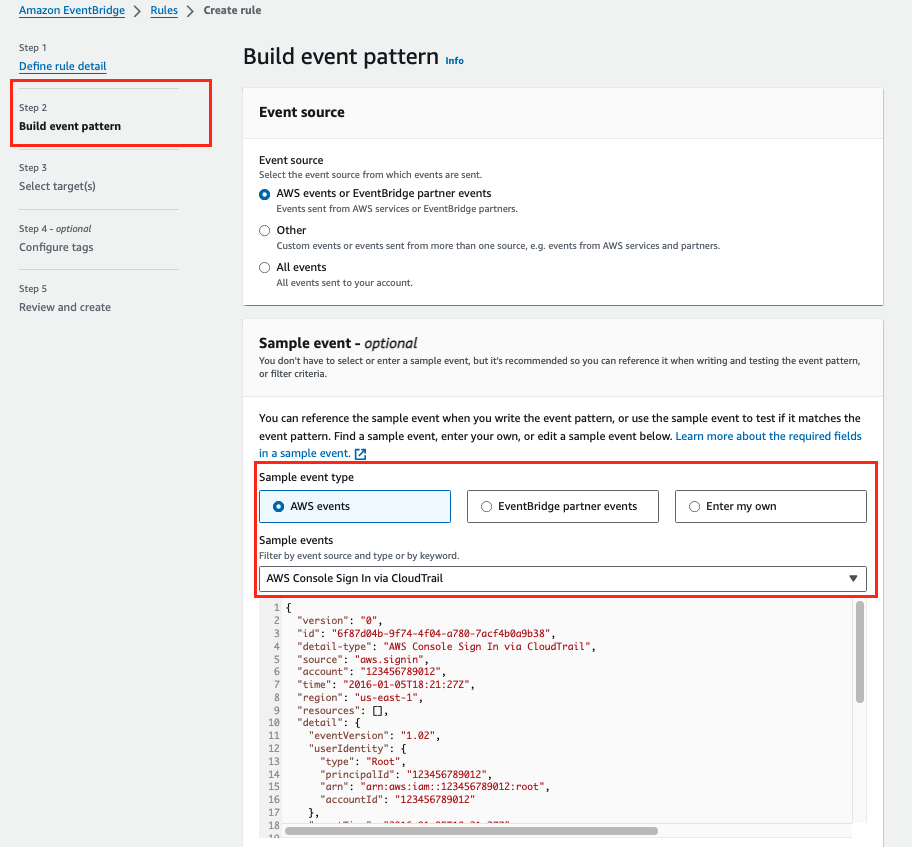 Amazon EventBridge > Rules > Create rule
Step 1
Define rule detail
Step 2
Build event pattern
Step 3
Select target(s)
Step 4 - optional
Configure tags
Step 5
Review and create
Build event pattern Info
Event source
Event source
Select the event source from which events are sent.
AWS events or EventBridge partner events
Events sent from AWS services or EventBridge partners.
Other
Custom events or events sent from more than one source, e.g. events from AWS services and partners.
All events
All events sent to your account.
Sample event - optional
You don't have to select or enter a sample event, but it's recommended so you can reference it when writing and testing the event pattern,
or filter criteria.
You can reference the sample event when you write the event pattern, or use the sample event to test if it matches the
event pattern. Find a sample event, enter your own, or edit a sample event below. Learn more about the required fields
in a sample event.
Sample event type
AWS events
EventBridge partner events
Enter my own
Sample events
Filter by event source and type or by keyword.
AWS Console Sign In via CloudTrail
1 {
2 "version": "0",
3 "id": "6f87d04b-9f74-4f04-a780-7acf4b0a9b38",
4 "detail-type": "AWS Console Sign In via CloudTrail",
5 "source": "aws.signin",
6 "account": "123456789012",
7 "time": "2016-01-05T18:21:27Z",
8 "region": "us-east-1",
9 "resources": [],
10 "detail": {
11 "eventVersion": "1.02",
12 "userIdentity": {
13 "type": "Root",
14 "principalId": "123456789012",
15 "arn": "arn:aws:iam::123456789012:root",
16 "accountId": "123456789012"
17 },
18